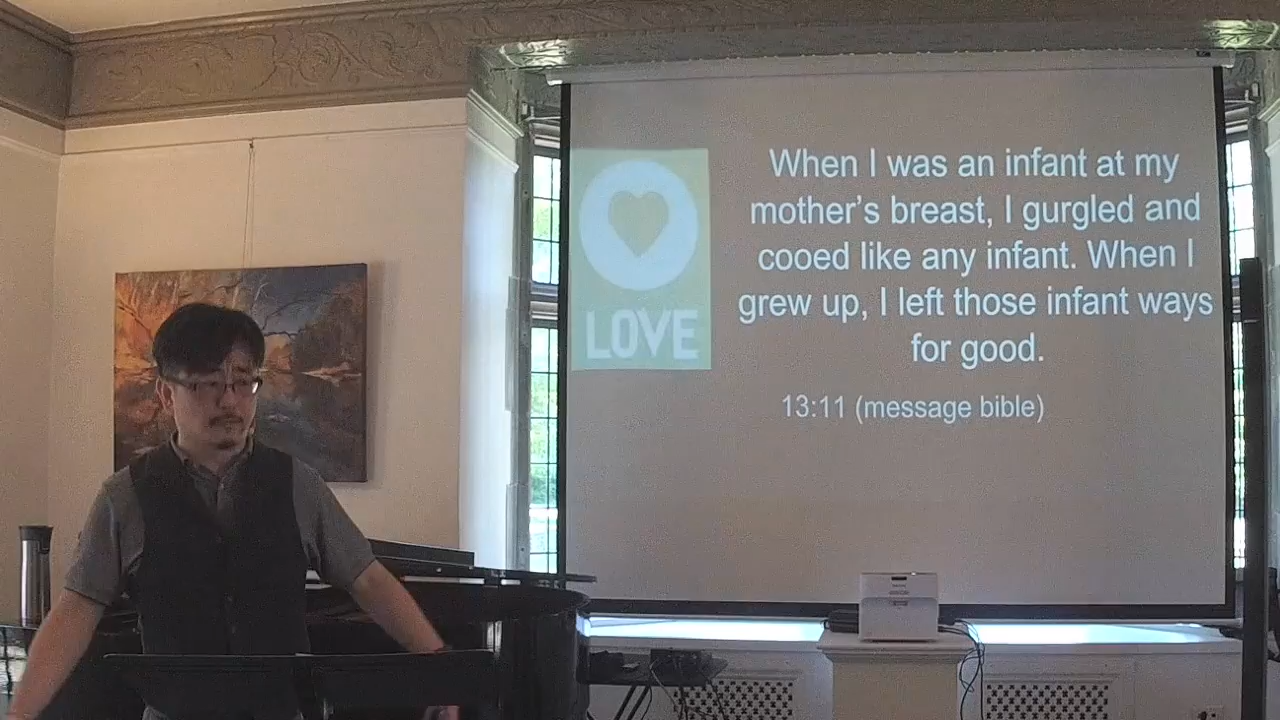 When I was an infant at my
mother's breast, I gurgled and
cooed like any infant. When I
grew up, I left those infant ways
for good.
13:11 (message bible)
LOVE